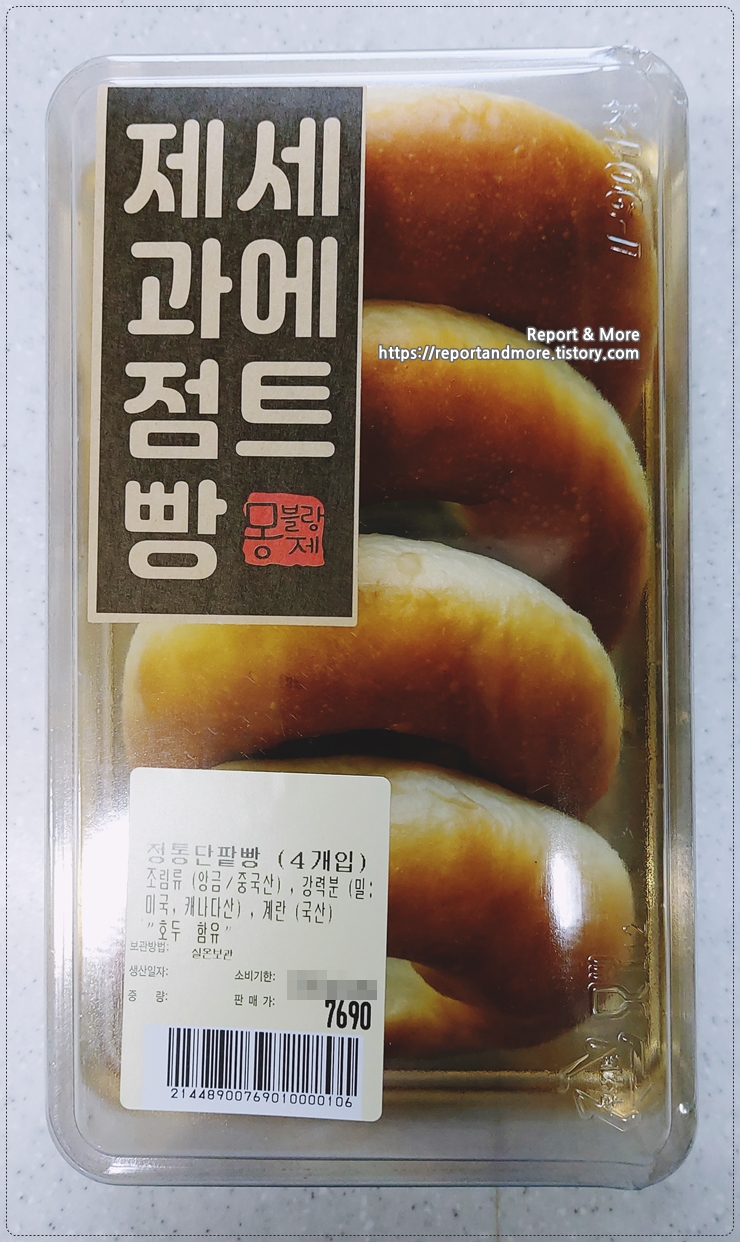 세
에
트
제
과
점
빵
몽블랑제
Report & More
https://reportandmore.tistory.com
정통단팥빵 (4개입)
조림류 (앙금/중국산), 강력분 (밀:
미국, 캐나다산), 계란 (국산)
"호두 함유"
보관방법: 실온보관
생산일자: 소비기한:
중 량: 판 매 가: 7690
21448900769010000106